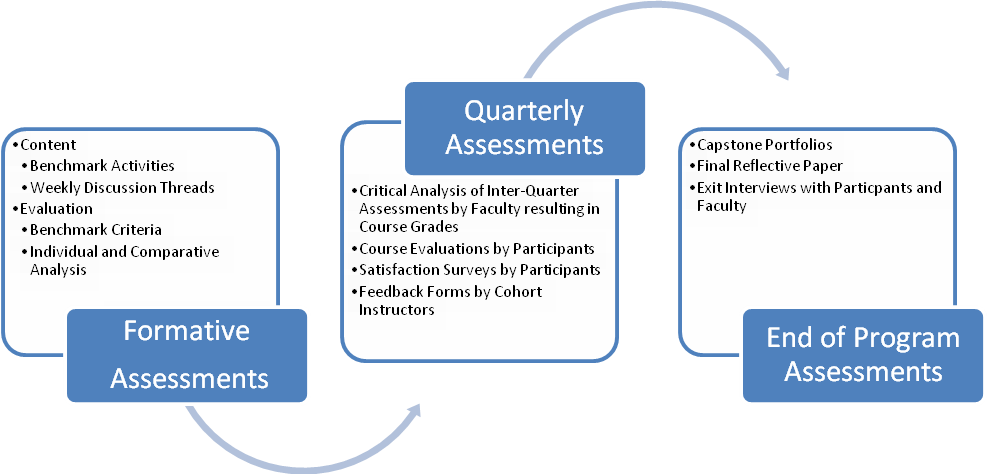 • Content
• Benchmark Activities
• Weekly Discussion Threads
• Evaluation
• Benchmark Criteria
• Individual and Comparative
Analysis
Formative
Assessments
Quarterly
Assessments
• Critical Analysis of Inter-Quarter
Assessments by Faculty resulting in
Course Grades
• Course Evaluations by Participants
• Satisfaction Surveys by Participants
• Feedback Forms by Cohort
Instructors
• Capstone Portfolios
• Final Reflective Paper
• Exit Interviews with Particpants and
Faculty
End of Program
Assessments